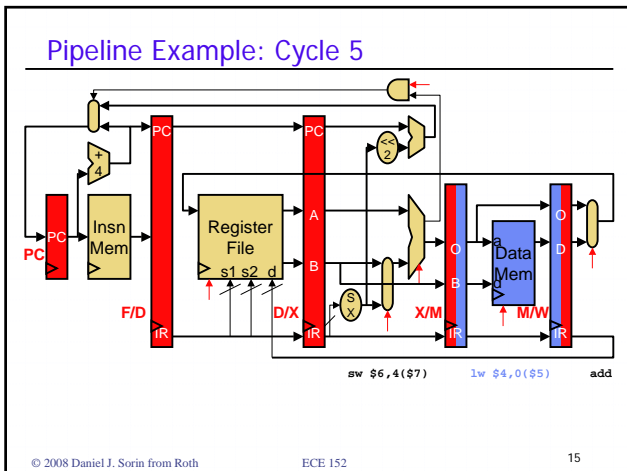 Pipeline Example: Cycle 5
PC
PC
<<
2
+
4
PC
Insn
Mem
Register
File
s1 s2 d
A
B
S
X
O
B
a
Data
Mem
d
O
D
PC
F/D
D/X
X/M
M/W
IR
IR
IR
IR
sw $6,4($7)
lw $4,0($5)
add
© 2008 Daniel J. Sorin from Roth
ECE 152
15